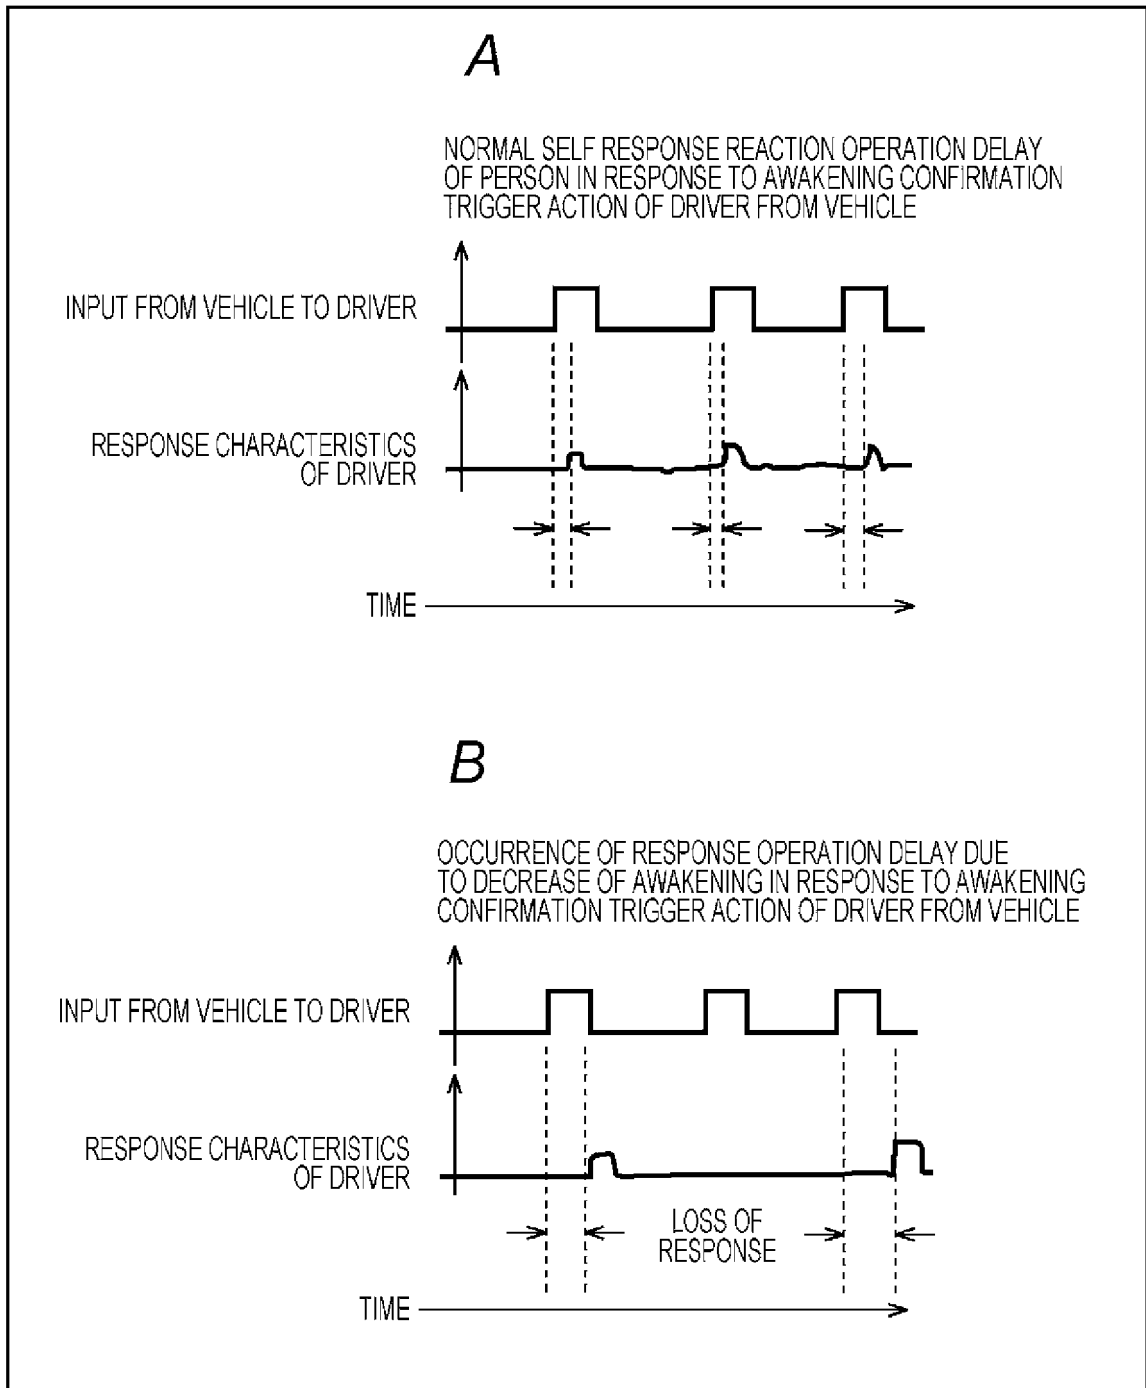 A
NORMAL SELF RESPONSE REACTION OPERATION DELAY
OF PERSON IN RESPONSE TO AWAKENING CONFIRMATION
TRIGGER ACTION OF DRIVER FROM VEHICLE
INPUT FROM VEHICLE TO DRIVER
RESPONSE CHARACTERISTICS
OF DRIVER
TIME
B
OCCURRENCE OF RESPONSE OPERATION DELAY DUE
TO DECREASE OF AWAKENING IN RESPONSE TO AWAKENING
CONFIRMATION TRIGGER ACTION OF DRIVER FROM VEHICLE
INPUT FROM VEHICLE TO DRIVER
RESPONSE CHARACTERISTICS
OF DRIVER
LOSS OF
RESPONSE
TIME